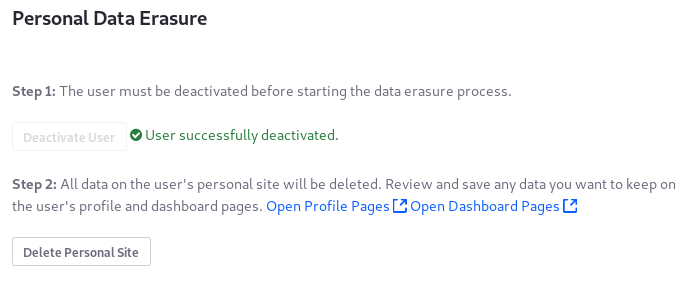 Personal Data Erasure
Step 1: The user must be deactivated before starting the data erasure process.
Deactivate User User successfully deactivated.
Step 2: All data on the user's personal site will be deleted. Review and save any data you want to keep on
the user's profile and dashboard pages. Open Profile Pages Open Dashboard Pages
Delete Personal Site